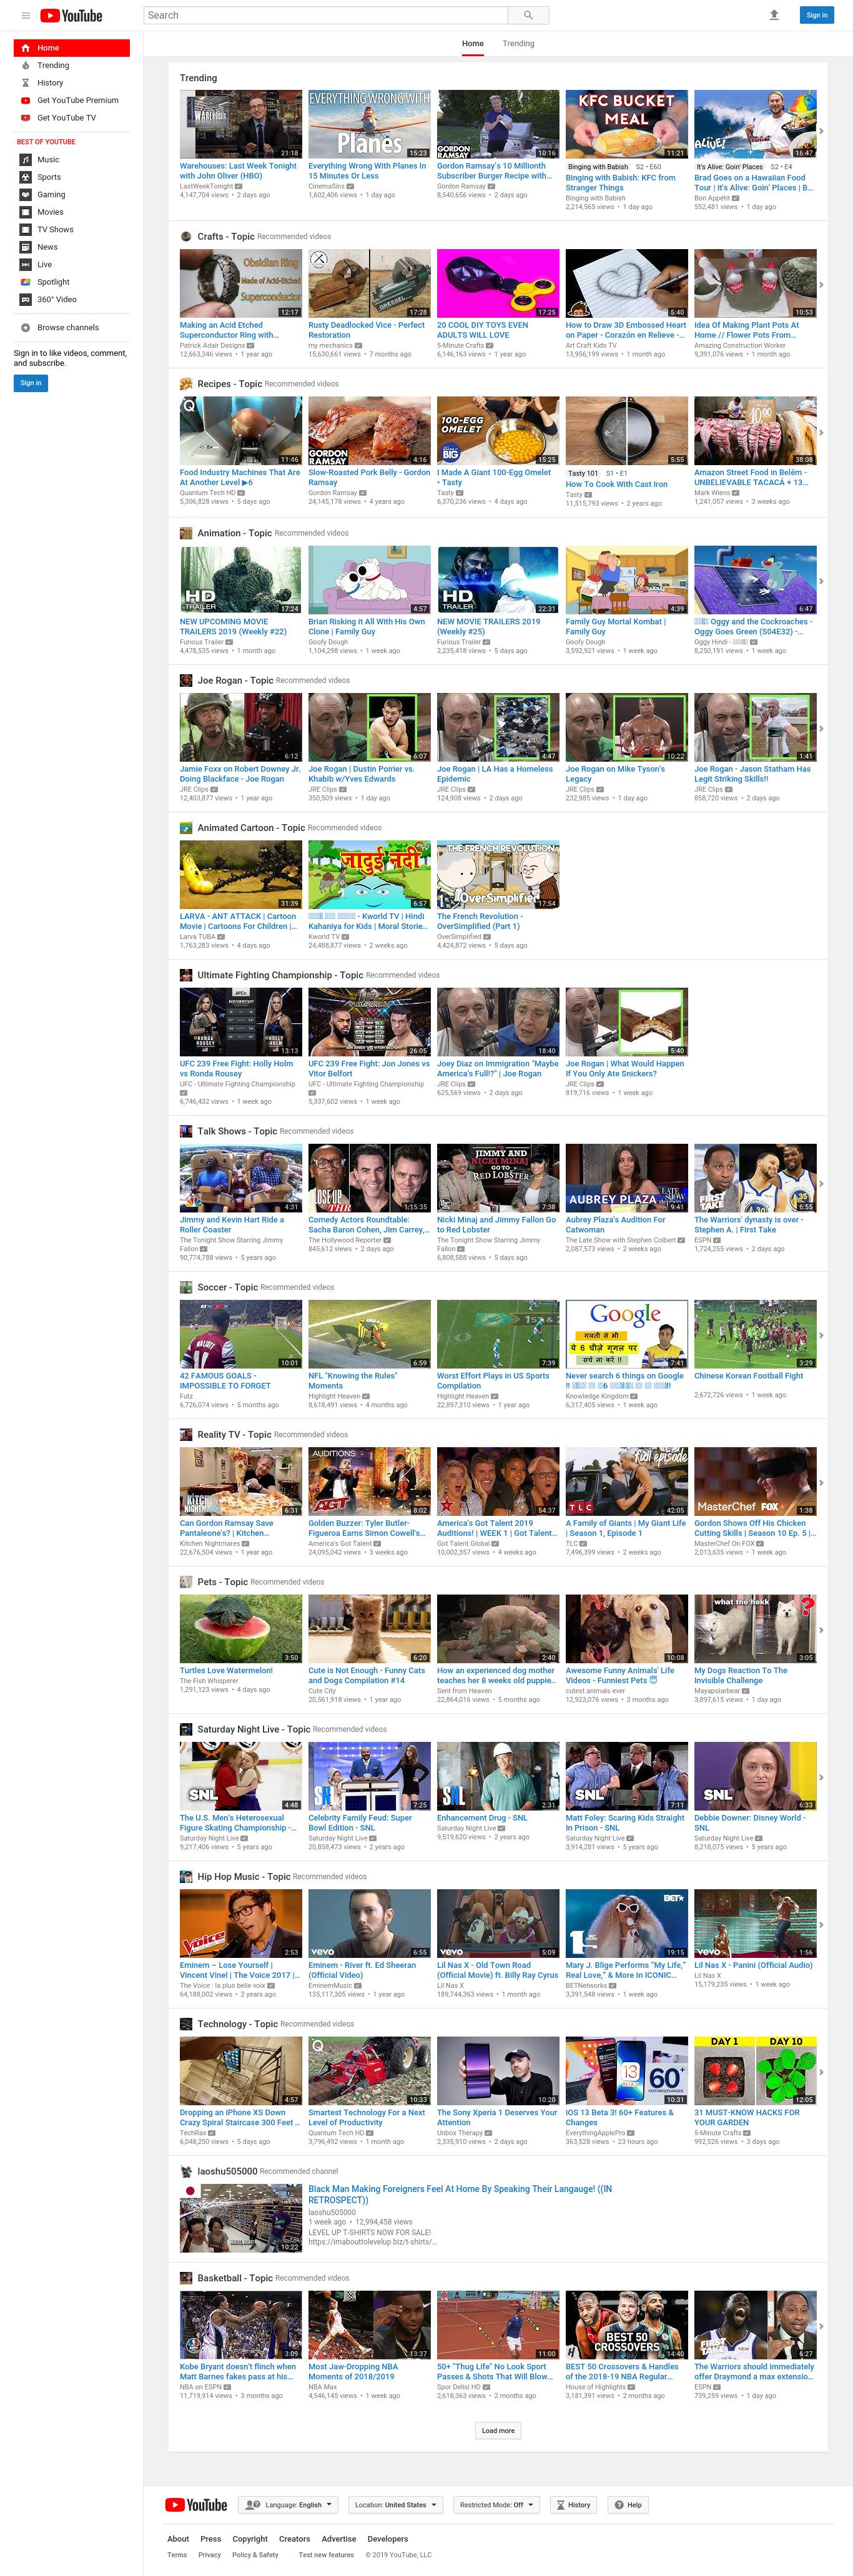 YouTube
Search
Sign in
Home
Trending
History
Get YouTube Premium
Get YouTube TV
BEST OF YOUTUBE
Music
Sports
Gaming
Movies
TV Shows
News
Live
Spotlight
360° Video
Browse channels
Sign in to like videos, comment,
and subscribe.
Sign in
Home Trending
Trending
Warehouses: Last Week Tonight
with John Oliver (HBO)
LastWeekTonight
4,147,704 views • 2 days ago
21:18
Everything Wrong With Planes In
15 Minutes Or Less
CinemaSins
1,602,406 views • 1 day ago
15:23
Gordon Ramsay's 10 Millionth
Subscriber Burger Recipe with...
Gordon Ramsay
8,540,656 views • 2 days ago
10:16
KFC BUCKET
MEAL
11:21
Binging with Babish S2 • E60
Binging with Babish: KFC from
Stranger Things
Binging with Babish
2,214,565 views • 1 day ago
ALIVE!
16:47
It's Alive: Goin' Places S2 • E4
Brad Goes on a Hawaiian Food
Tour | It's Alive: Goin' Places | B...
Bon Appétit
552,481 views • 1 day ago
Crafts - Topic Recommended videos
Obsidian Ring
Made of Acid-Etched
Superconductor
12:17
Making an Acid Etched
Superconductor Ring with...
Patrick Adair Designs
12,663,346 views • 1 year ago
17:28
Rusty Deadlocked Vice - Perfect
Restoration
my mechanics
15,630,661 views • 7 months ago
17:25
20 COOL DIY TOYS EVEN
ADULTS WILL LOVE
5-Minute Crafts
6,146,163 views • 1 year ago
5:40
How to Draw 3D Embossed Heart
on Paper - Corazón en Relieve -...
Art Craft Kids TV
13,956,199 views • 1 month ago
10:53
Idea Of Making Plant Pots At
Home // Flower Pots From...
Amazing Construction Worker
9,391,076 views • 1 month ago
Recipes - Topic Recommended videos
11:46
Food Industry Machines That Are
At Another Level ▶6
Quantum Tech HD
5,306,828 views • 5 days ago
GORDON
RAMSAY
4:16
Slow-Roasted Pork Belly - Gordon
Ramsay
Gordon Ramsay
24,145,178 views • 4 years ago
100-EGG
OMELET
15:25
I Made A Giant 100-Egg Omelet
• Tasty
Tasty
6,370,236 views • 4 days ago
5:55
Tasty 101 S1 • E1
How To Cook With Cast Iron
Tasty
11,515,793 views • 2 years ago
38:08
Amazon Street Food in Belém -
UNBELIEVABLE TACACÁ + 13...
Mark Wiens
1,241,057 views • 3 weeks ago
Animation - Topic Recommended videos
HD
TRAILER
17:24
NEW UPCOMING MOVIE
TRAILERS 2019 (Weekly #22)
Furious Trailer
4,478,535 views • 1 month ago
4:57
Brian Risking it All With His Own
Clone | Family Guy
Goofy Dough
1,104,298 views • 1 week ago
HD
TRAILER
22:31
NEW MOVIE TRAILERS 2019
(Weekly #25)
Furious Trailer
2,235,418 views • 5 days ago
4:39
Family Guy Mortal Kombat |
Family Guy
Goofy Dough
3,592,921 views • 1 week ago
6:47
Oggy and the Cockroaches -
Oggy Goes Green (S04E32) -...
Oggy Hindi -
8,250,191 views • 1 week ago
Joe Rogan - Topic Recommended videos
6:12
Jamie Foxx on Robert Downey Jr.
Doing Blackface - Joe Rogan
JRE Clips
12,403,877 views • 1 year ago
6:07
Joe Rogan | Dustin Poirier vs.
Khabib w/Yves Edwards
JRE Clips
350,509 views • 1 day ago
4:47
Joe Rogan | LA Has a Homeless
Epidemic
JRE Clips
124,908 views • 2 days ago
10:22
Joe Rogan on Mike Tyson's
Legacy
JRE Clips
232,985 views • 1 day ago
1:41
Joe Rogan - Jason Statham Has
Legit Striking Skills!!
JRE Clips
858,720 views • 2 days ago
Animated Cartoon - Topic Recommended videos
31:39
LARVA - ANT ATTACK | Cartoon
Movie | Cartoons For Children |...
Larva TUBA
1,763,283 views • 4 days ago
जादुई नदी
6:57
- Kworld TV | Hindi
Kahaniya for Kids | Moral Storie...
Kworld TV
24,488,877 views • 2 weeks ago
THE FRENCH REVOLUTION
OverSimplified
17:54
The French Revolution -
OverSimplified (Part 1)
OverSimplified
4,424,872 views • 5 days ago
Ultimate Fighting Championship - Topic Recommended videos
13:13
UFC 239 Free Fight: Holly Holm
vs Ronda Rousey
UFC - Ultimate Fighting Championship
6,746,432 views • 1 week ago
26:05
UFC 239 Free Fight: Jon Jones vs
Vitor Belfort
UFC - Ultimate Fighting Championship
5,337,602 views • 1 week ago
18:40
Joey Diaz on Immigration "Maybe
America's Full!?" | Joe Rogan
JRE Clips
625,569 views • 2 days ago
5:40
Joe Rogan | What Would Happen
If You Only Ate Snickers?
JRE Clips
819,716 views • 1 week ago
Talk Shows - Topic Recommended videos
4:31
Jimmy and Kevin Hart Ride a
Roller Coaster
The Tonight Show Starring Jimmy
Fallon
90,774,788 views • 5 years ago
CLOSE UP
THR
1:15:35
Comedy Actors Roundtable:
Sacha Baron Cohen, Jim Carrey,...
The Hollywood Reporter
845,612 views • 2 days ago
JIMMY AND
NICKI MINAJ
GO TO
RED LOBSTER
7:38
Nicki Minaj and Jimmy Fallon Go
to Red Lobster
The Tonight Show Starring Jimmy
Fallon
6,808,588 views • 5 days ago
AUBREY PLAZA
9:41
Aubrey Plaza's Audition For
Catwoman
The Late Show with Stephen Colbert
2,087,573 views • 2 weeks ago
FIRST
TAKE
6:55
The Warriors' dynasty is over -
Stephen A. | First Take
ESPN
1,724,255 views • 2 days ago
Soccer - Topic Recommended videos
10:01
42 FAMOUS GOALS -
IMPOSSIBLE TO FORGET
Futz
6,726,074 views • 5 months ago
6:59
NFL "Knowing the Rules"
Moments
Highlight Heaven
8,618,491 views • 4 months ago
7:39
Worst Effort Plays in US Sports
Compilation
Highlight Heaven
22,897,310 views • 1 year ago
Google
गलती से भी
ये 6 चीज़े गूगल पर
सर्च ना करें !!
7:41
Never search 6 things on Google
Knowledge Kingdom
6,317,405 views • 1 week ago
3:29
Chinese Korean Football Fight
2,672,726 views • 1 week ago
Reality TV - Topic Recommended videos
KITCHEN
NIGHTMARES
6:31
Can Gordon Ramsay Save
Pantaleone's? | Kitchen...
Kitchen Nightmares
22,676,504 views • 1 year ago
AUDITIONS
AGT
8:02
Golden Buzzer: Tyler Butler-
Figueroa Earns Simon Cowell's...
America's Got Talent
24,095,042 views • 3 weeks ago
54:37
America's Got Talent 2019
Auditions! | WEEK 1 | Got Talent...
Got Talent Global
10,002,357 views • 4 weeks ago
full episode
TLC
42:05
A Family of Giants | My Giant Life
| Season 1, Episode 1
TLC
7,496,399 views • 2 weeks ago
MasterChef FOX
1:38
Gordon Shows Off His Chicken
Cutting Skills | Season 10 Ep. 5 |...
MasterChef On FOX
2,013,635 views • 1 week ago
Pets - Topic Recommended videos
3:50
Turtles Love Watermelon!
The Fish Whisperer
1,291,123 views • 4 days ago
6:20
Cute is Not Enough - Funny Cats
and Dogs Compilation #14
Cute City
20,561,918 views • 1 year ago
2:40
How an experienced dog mother
teaches her 8 weeks old puppie...
Sent from Heaven
22,864,016 views • 5 months ago
10:08
Awesome Funny Animals' Life
Videos - Funniest Pets 😇
cutest animals ever
12,923,076 views • 3 months ago
what the hekk
?
3:05
My Dogs Reaction To The
Invisible Challenge
Mayapolarbear
3,897,615 views • 1 day ago
Saturday Night Live - Topic Recommended videos
SNL
4:48
The U.S. Men's Heterosexual
Figure Skating Championship -...
Saturday Night Live
9,217,406 views • 5 years ago
7:25
Celebrity Family Feud: Super
Bowl Edition - SNL
Saturday Night Live
20,858,473 views • 2 years ago
SNL
2:31
Enhancement Drug - SNL
Saturday Night Live
9,519,620 views • 2 years ago
SNL
7:11
Matt Foley: Scaring Kids Straight
In Prison - SNL
Saturday Night Live
3,914,281 views • 5 years ago
SNL
6:33
Debbie Downer: Disney World -
SNL
Saturday Night Live
8,218,075 views • 5 years ago
Hip Hop Music - Topic Recommended videos
Voice
2:53
Eminem – Lose Yourself |
Vincent Vinel | The Voice 2017 |...
The Voice : la plus belle voix
64,188,002 views • 2 years ago
vevo
6:55
Eminem - River ft. Ed Sheeran
(Official Video)
EminemMusic
135,117,305 views • 1 year ago
vevo
5:09
Lil Nas X - Old Town Road
(Official Movie) ft. Billy Ray Cyrus
Lil Nas X
189,744,363 views • 1 month ago
BET
19:15
Mary J. Blige Performs "My Life,"
Real Love," & More In ICONIC...
BETNetworks
3,391,548 views • 1 week ago
vevo
1:56
Lil Nas X - Panini (Official Audio)
Lil Nas X
15,179,235 views • 1 week ago
Technology - Topic Recommended videos
4:57
Dropping an iPhone XS Down
Crazy Spiral Staircase 300 Feet ...
TechRax
6,048,250 views • 5 days ago
10:33
Smartest Technology For a Next
Level of Productivity
Quantum Tech HD
3,796,492 views • 1 month ago
10:20
The Sony Xperia 1 Deserves Your
Attention
Unbox Therapy
2,335,910 views • 2 days ago
60+
10:31
iOS 13 Beta 3! 60+ Features &
Changes
EverythingApplePro
363,528 views • 23 hours ago
DAY 1 DAY 10
12:05
31 MUST-KNOW HACKS FOR
YOUR GARDEN
5-Minute Crafts
992,526 views • 3 days ago
laoshu505000 Recommended channel
10:22
Black Man Making Foreigners Feel At Home By Speaking Their Langauge! ((IN
RETROSPECT))
laoshu505000
1 week ago • 12,994,458 views
LEVEL UP T-SHIRTS NOW FOR SALE!
https://imabouttolevelup.biz/t-shirts/...
Basketball - Topic Recommended videos
3:09
Kobe Bryant doesn't flinch when
Matt Barnes fakes pass at his...
NBA on ESPN
11,719,914 views • 3 months ago
13:37
Most Jaw-Dropping NBA
Moments of 2018/2019
NBA Max
4,546,145 views • 1 week ago
11:00
50+ "Thug Life" No Look Sport
Passes & Shots That Will Blow...
Spor Delisi HD
2,618,363 views • 2 months ago
BEST 50
CROSSOVERS
14:40
BEST 50 Crossovers & Handles
of the 2018-19 NBA Regular...
House of Highlights
3,181,391 views • 2 months ago
FIRST TAKE
6:27
The Warriors should immediately
offer Draymond a max extensio...
ESPN
739,259 views • 1 day ago
Load more
YouTube
Language: English
Location: United States
Restricted Mode: Off
History
Help
About Press Copyright Creators Advertise Developers
Terms Privacy Policy & Safety Test new features © 2019 YouTube, LLC